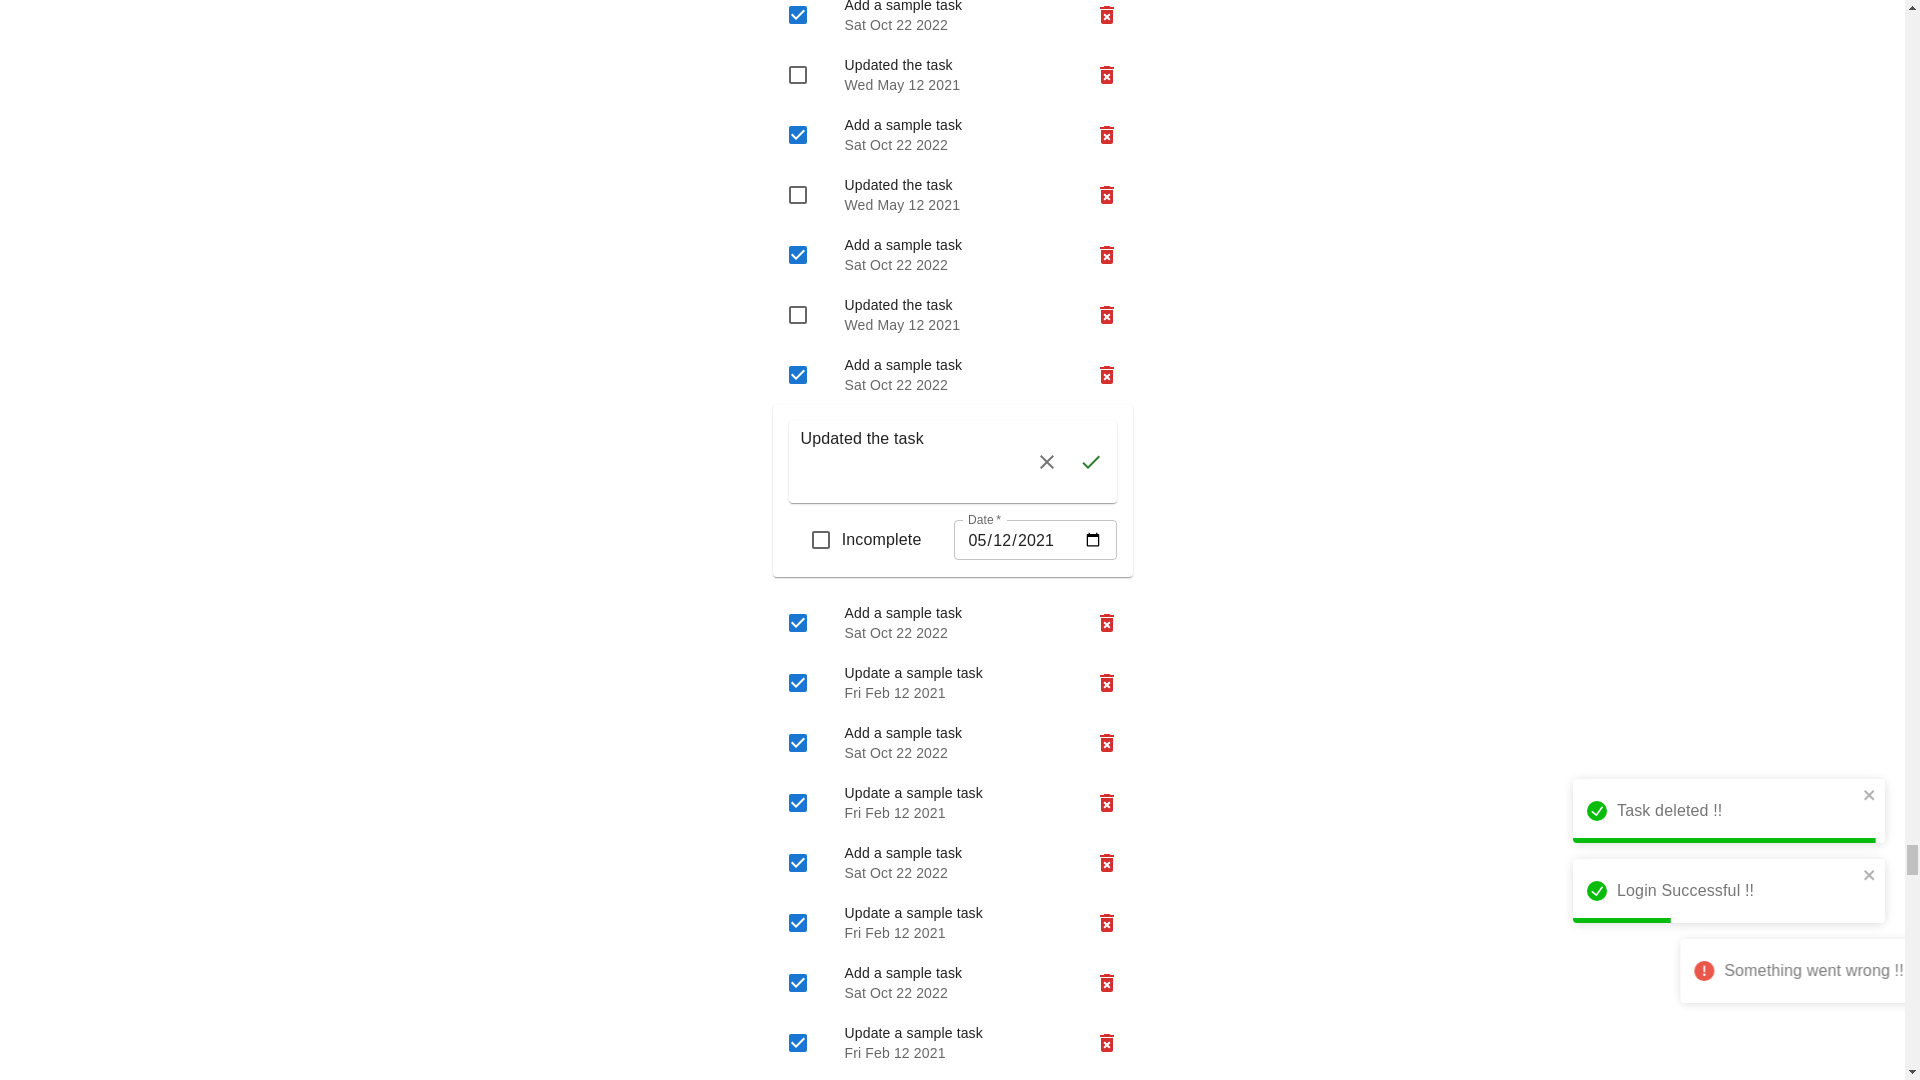 Add a sample task
Sat Oct 22 2022
Updated the task
Wed May 12 2021
Add a sample task
Sat Oct 22 2022
Updated the task
Wed May 12 2021
Add a sample task
Sat Oct 22 2022
Updated the task
Wed May 12 2021
Add a sample task
Sat Oct 22 2022
Updated the task
Incomplete
Date *
05/12/2021
Add a sample task
Sat Oct 22 2022
Update a sample task
Fri Feb 12 2021
Add a sample task
Sat Oct 22 2022
Update a sample task
Fri Feb 12 2021
Add a sample task
Sat Oct 22 2022
Update a sample task
Fri Feb 12 2021
Add a sample task
Sat Oct 22 2022
Update a sample task
Fri Feb 12 2021
Task deleted !!
Login Successful !!
Something went wrong !!